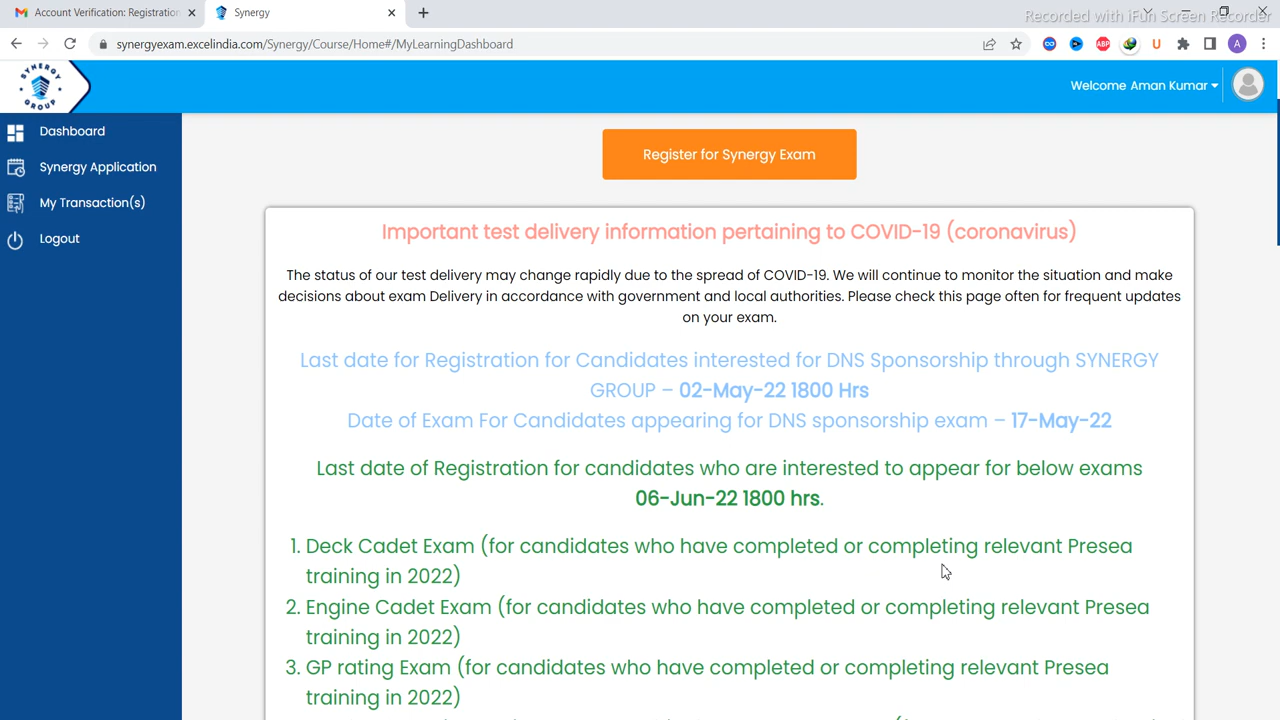 Account Verification: Registration
Synergy
Recorded with iFun Screen Recorder
synergyexam.excelindia.com/Synergy/Course/Home#/MyLearningDashboard
ABP
U
A
SYNERGY
GROUP
Welcome Aman Kumar
Dashboard
Synergy Application
My Transaction(s)
Logout
Register for Synergy Exam
Important test delivery information pertaining to COVID-19 (coronavirus)
The status of our test delivery may change rapidly due to the spread of COVID-19. We will continue to monitor the situation and make
decisions about exam Delivery in accordance with government and local authorities. Please check this page often for frequent updates
on your exam.
Last date for Registration for Candidates interested for DNS Sponsorship through SYNERGY
GROUP – 02-May-22 1800 Hrs
Date of Exam For Candidates appearing for DNS sponsorship exam – 17-May-22
Last date of Registration for candidates who are interested to appear for below exams
06-Jun-22 1800 hrs.
1. Deck Cadet Exam (for candidates who have completed or completing relevant Presea
training in 2022)
2. Engine Cadet Exam (for candidates who have completed or completing relevant Presea
training in 2022)
3. GP rating Exam (for candidates who have completed or completing relevant Presea
training in 2022)